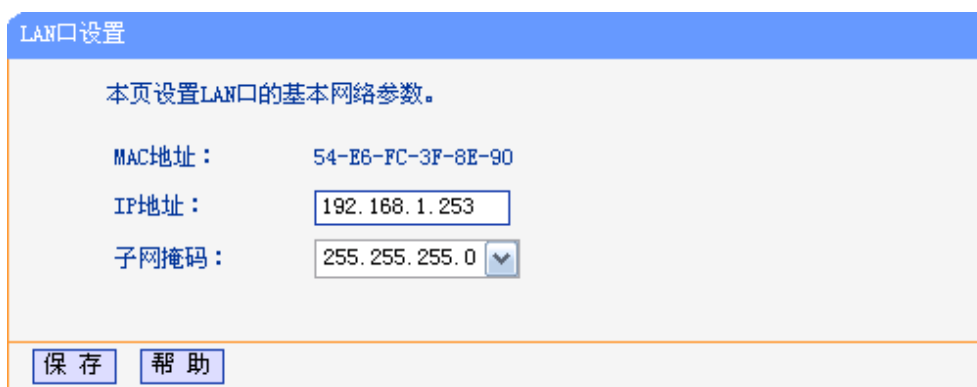 LAN口设置
本页设置LAN口的基本网络参数。
MAC地址： 54-E6-FC-3F-8E-90
IP地址： 192.168.1.253
子网掩码： 255.255.255.0
保 存 帮 助